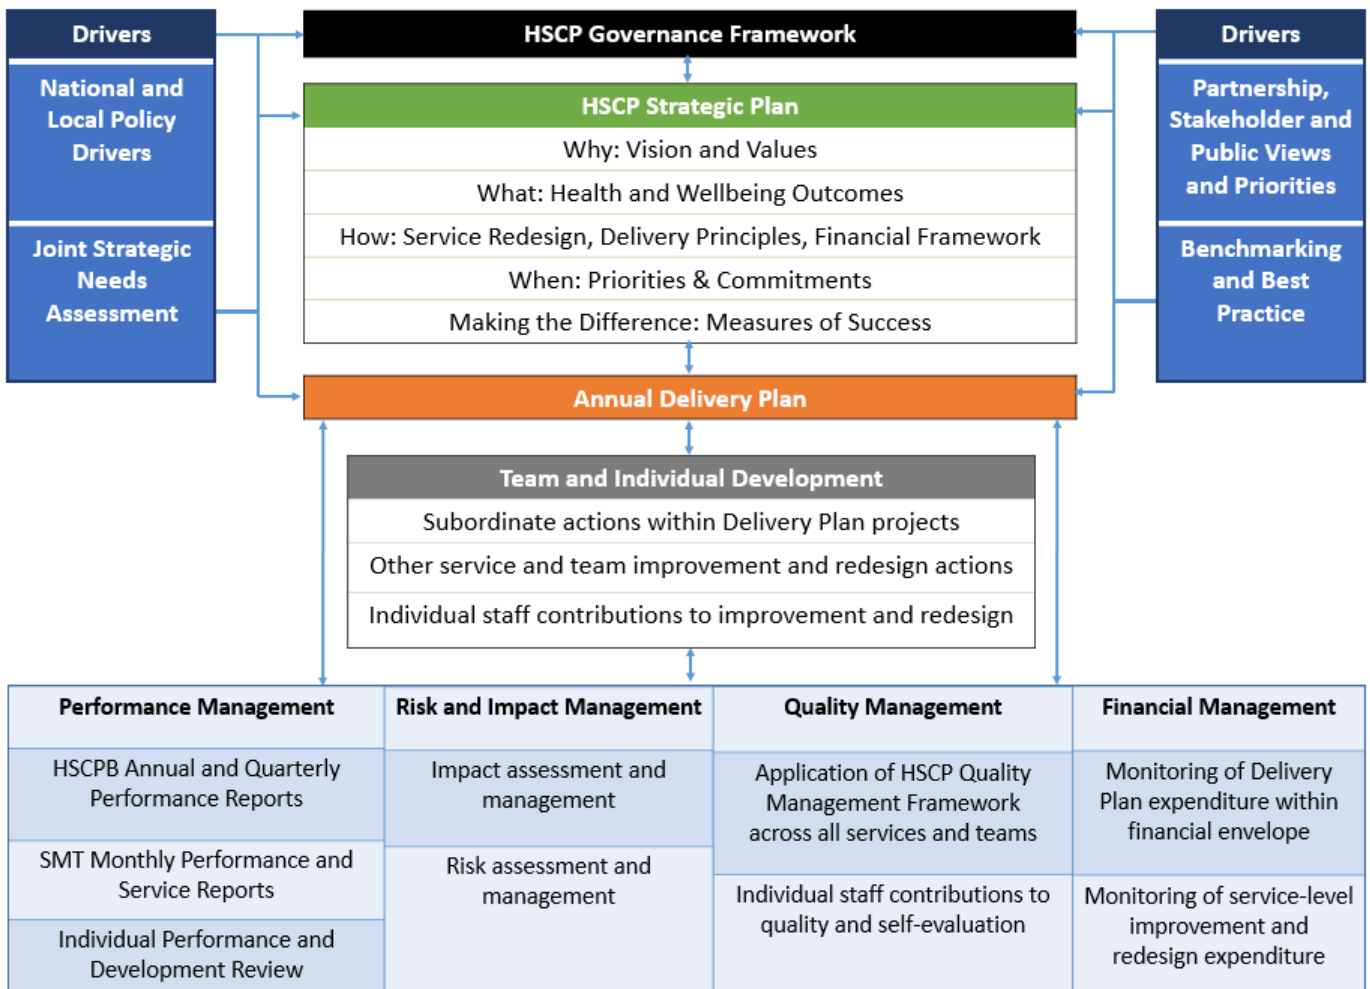 Drivers
National and
Local Policy
Drivers
Joint Strategic
Needs
Assessment
HSCP Governance Framework
HSCP Strategic Plan
Why: Vision and Values
What: Health and Wellbeing Outcomes
How: Service Redesign, Delivery Principles, Financial Framework
When: Priorities & Commitments
Making the Difference: Measures of Success
Annual Delivery Plan
Drivers
Partnership,
Stakeholder and
Public Views
and Priorities
Benchmarking
and Best
Practice
Team and Individual Development
Subordinate actions within Delivery Plan projects
Other service and team improvement and redesign actions
Individual staff contributions to improvement and redesign
Performance Management
HSCPB Annual and Quarterly
Performance Reports
SMT Monthly Performance and
Service Reports
Individual Performance and
Development Review
Risk and Impact Management
Impact assessment and
management
Risk assessment and
management
Quality Management
Application of HSCP Quality
Management Framework
across all services and teams
Individual staff contributions to
quality and self-evaluation
Financial Management
Monitoring of Delivery
Plan expenditure within
financial envelope
Monitoring of service-level
improvement and
redesign expenditure